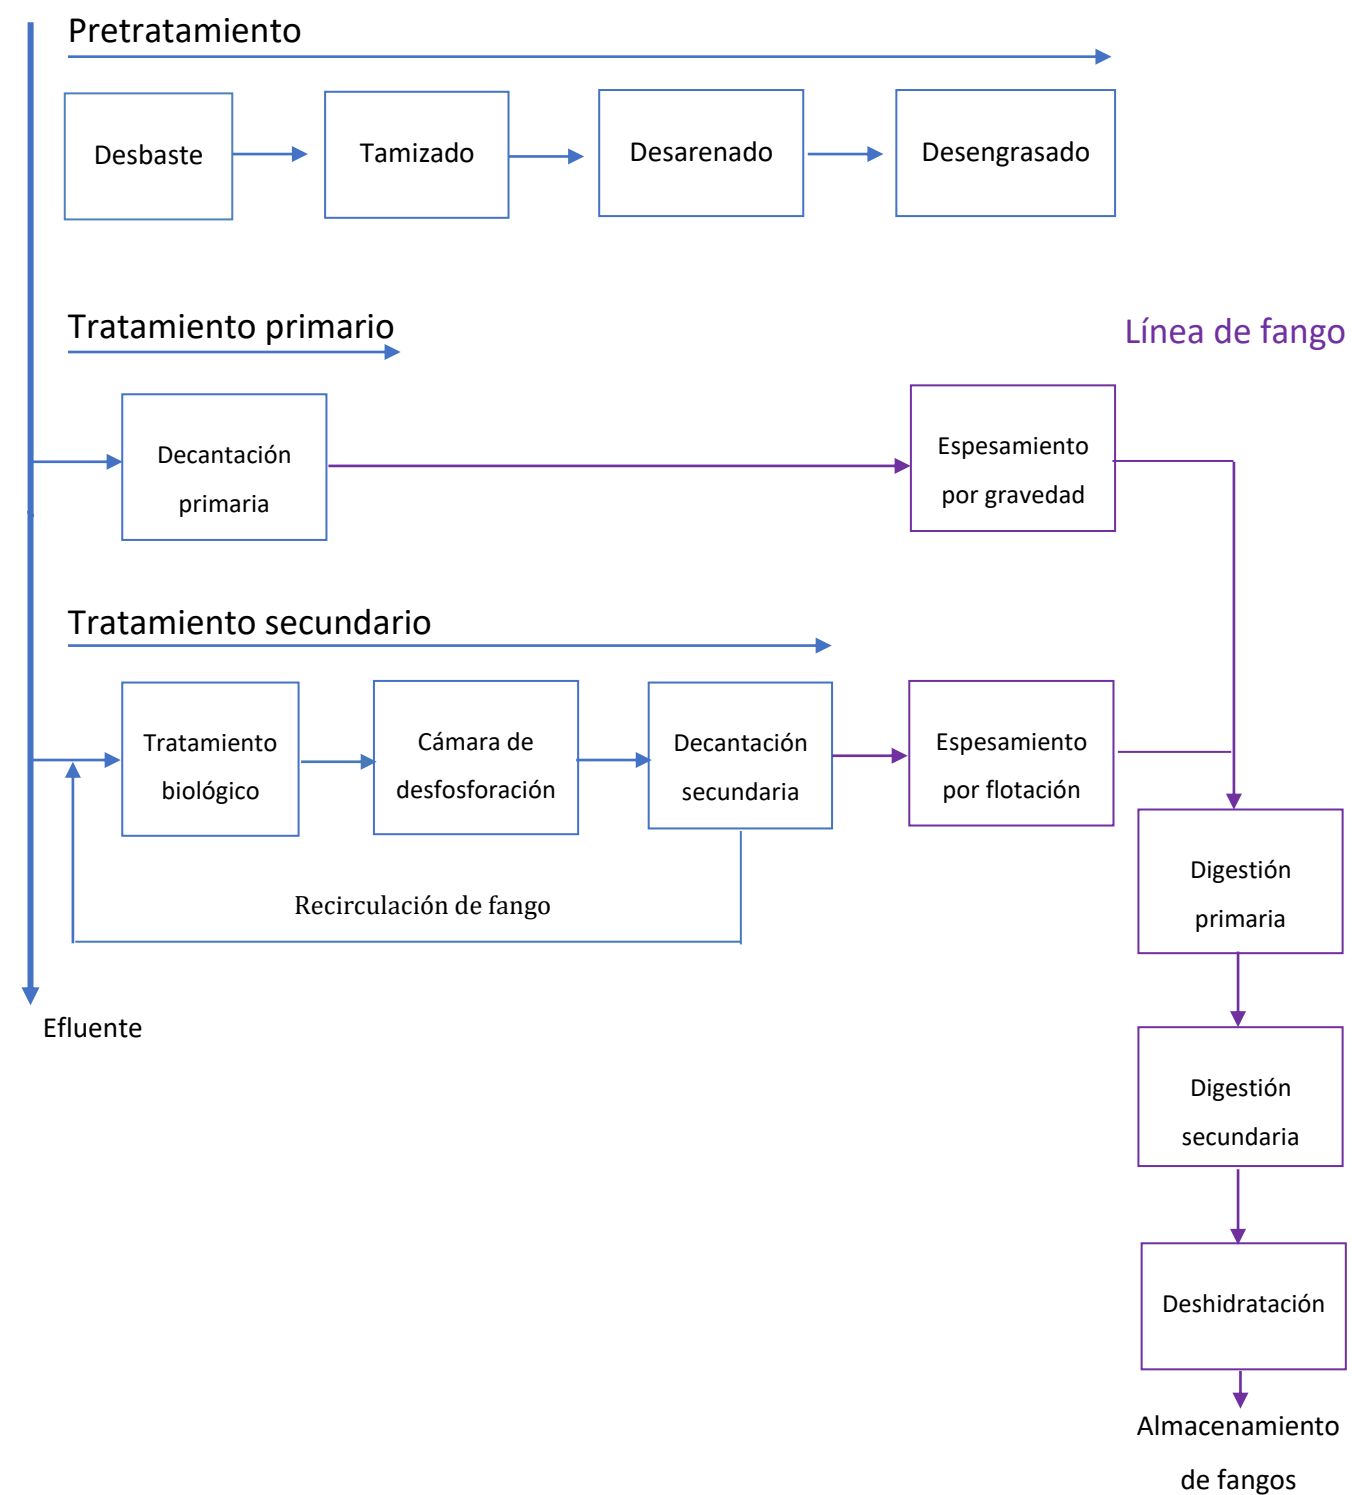 Pretratamiento
Desbaste
Tamizado
Desarenado
Desengrasado
Tratamiento primario
Línea de fango
Decantación
primaria
Espesamiento
por gravedad
Tratamiento secundario
Tratamiento
biológico
Cámara de
desfosforación
Decantación
secundaria
Espesamiento
por flotación
Recirculación de fango
Digestión
primaria
Efluente
Digestión
secundaria
Deshidratación
Almacenamiento
de fangos